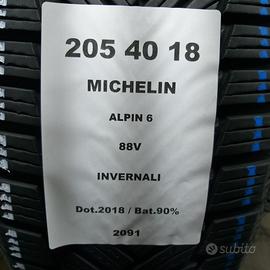 205 40 18
MICHELIN
ALPIN 6
88V
INVERNALI
Dot.2018 / Bat.90%
2091
subito